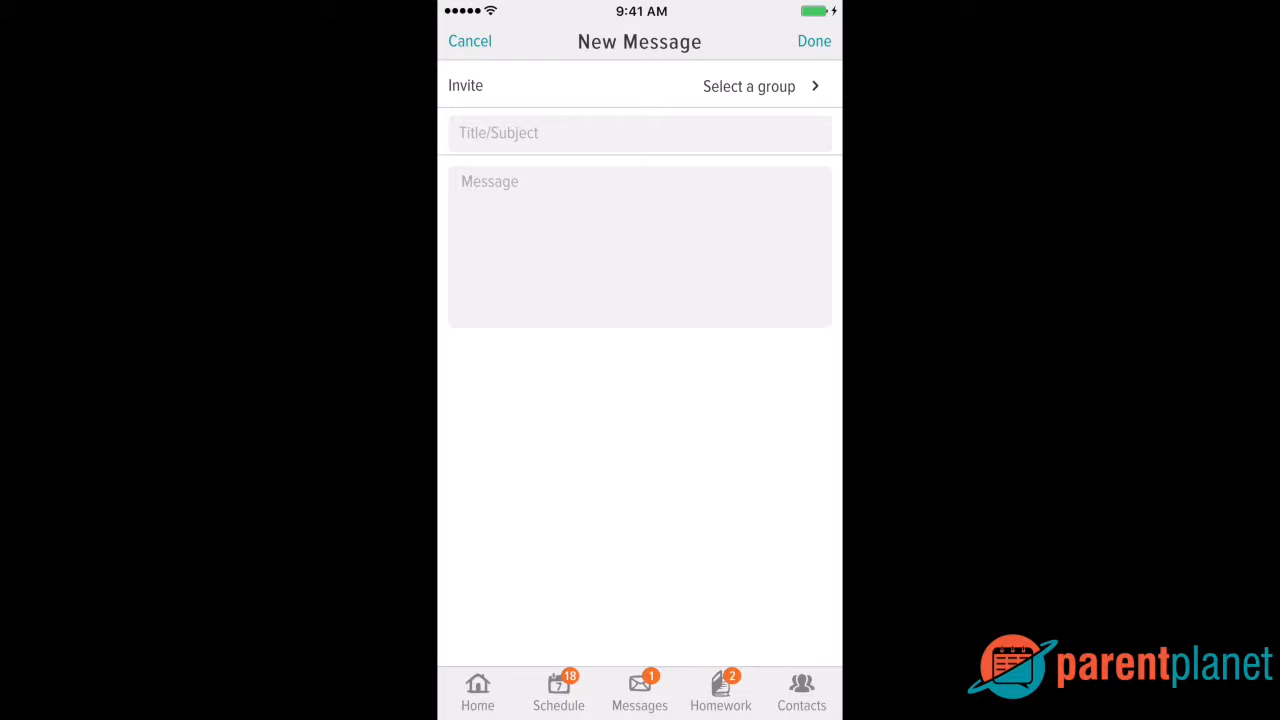 9:41 AM
Cancel New Message Done
Invite Select a group
Title/Subject
Message
18 1 2
7
Home Schedule Messages Homework Contacts
parentplanet